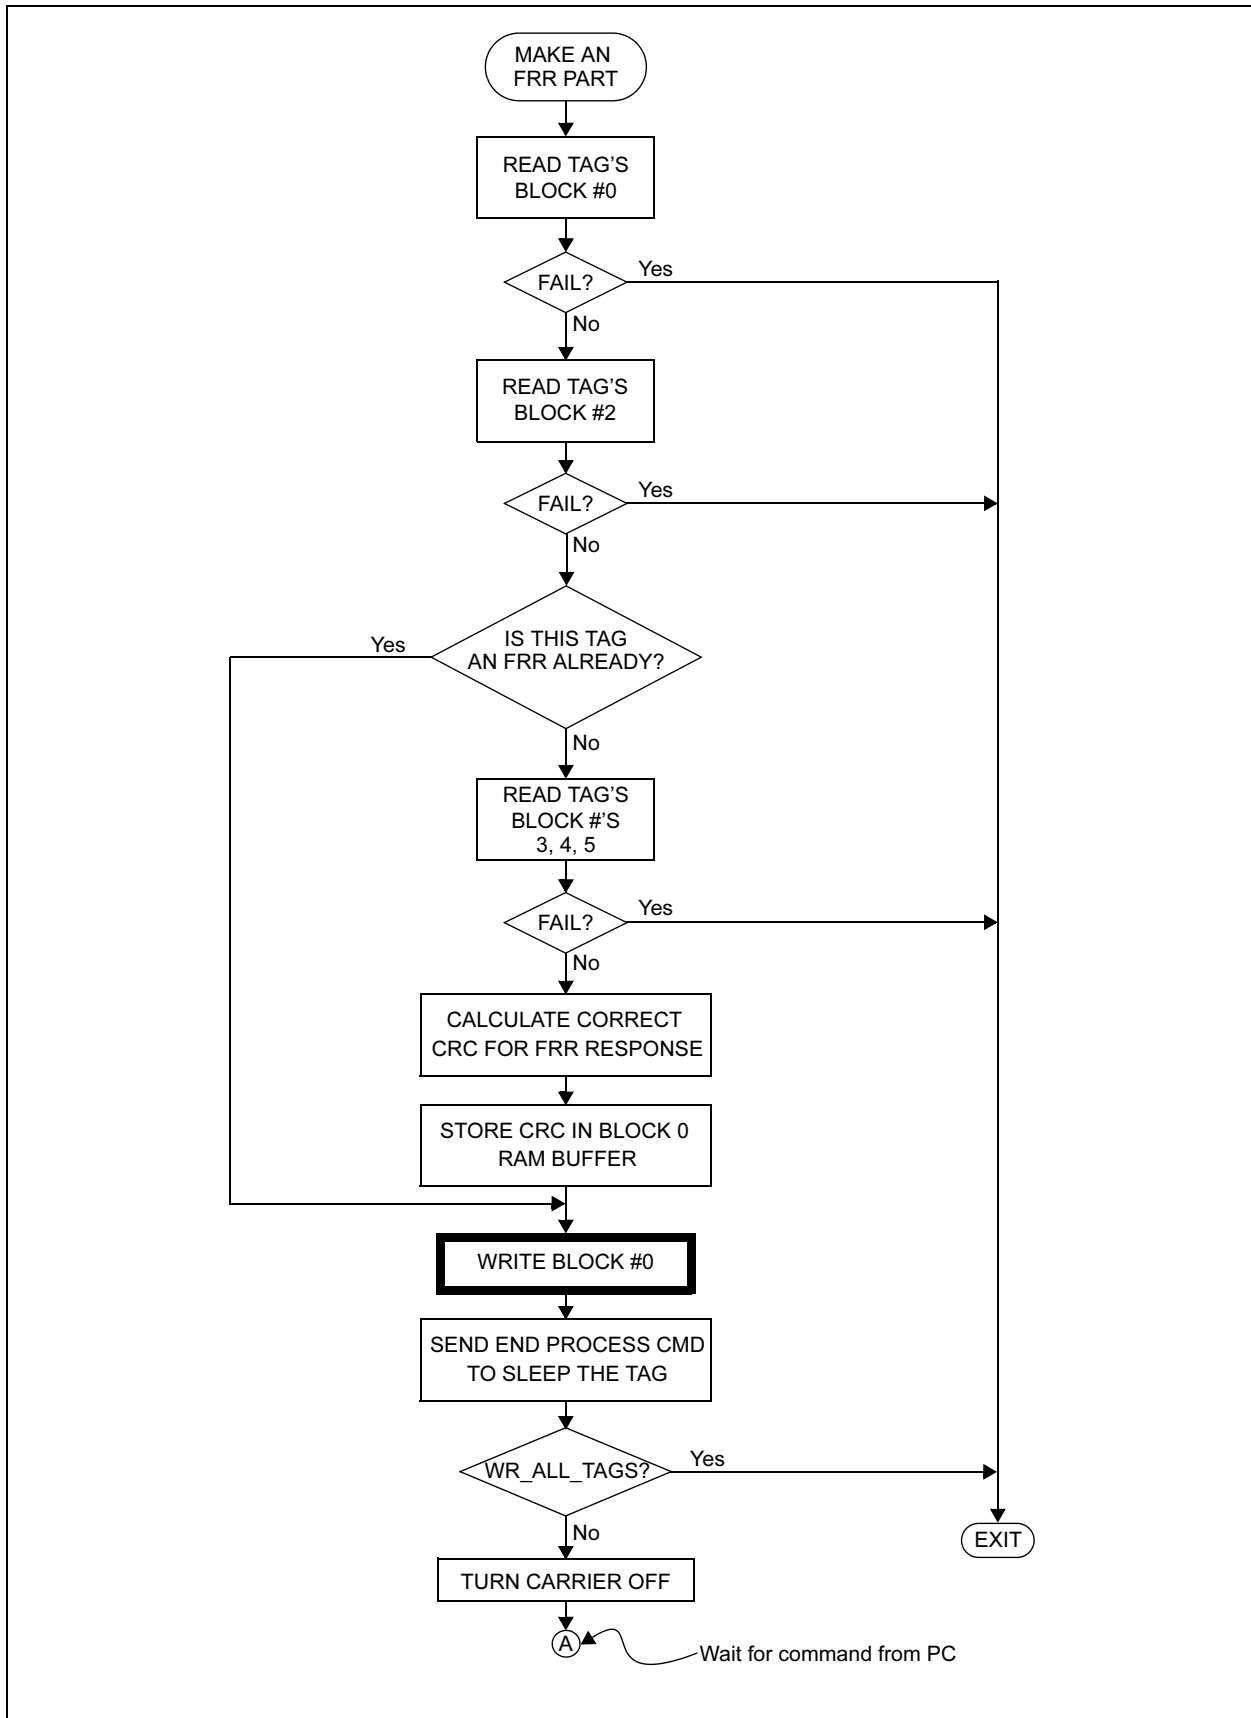 MAKE AN
FRR PART
READ TAG'S
BLOCK #0
FAIL?
Yes
No
READ TAG'S
BLOCK #2
FAIL?
Yes
No
IS THIS TAG
AN FRR ALREADY?
Yes
No
READ TAG'S
BLOCK #'S
3, 4, 5
FAIL?
Yes
No
CALCULATE CORRECT
CRC FOR FRR RESPONSE
STORE CRC IN BLOCK 0
RAM BUFFER
WRITE BLOCK #0
SEND END PROCESS CMD
TO SLEEP THE TAG
WR_ALL_TAGS?
Yes
No
EXIT
TURN CARRIER OFF
A
Wait for command from PC